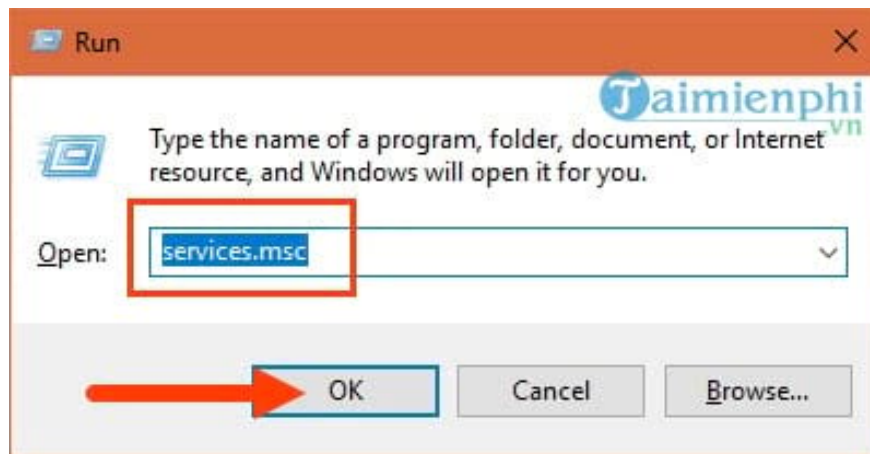 Run
Taimienphi
vn
Type the name of a program, folder, document, or Internet
resource, and Windows will open it for you.
Open: services.msc
OK Cancel Browse...